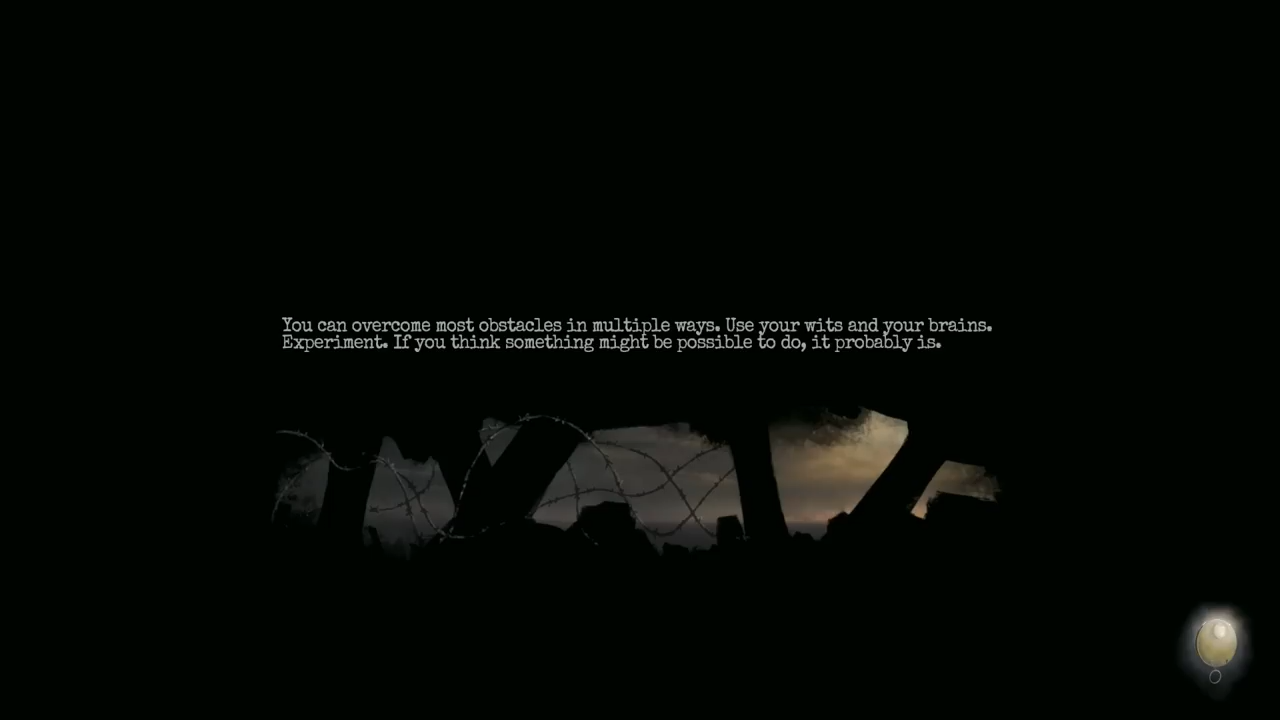 You can overcome most obstacles in multiple ways. Use your wits and your brains.
Experiment. If you think something might be possible to do, it probably is.